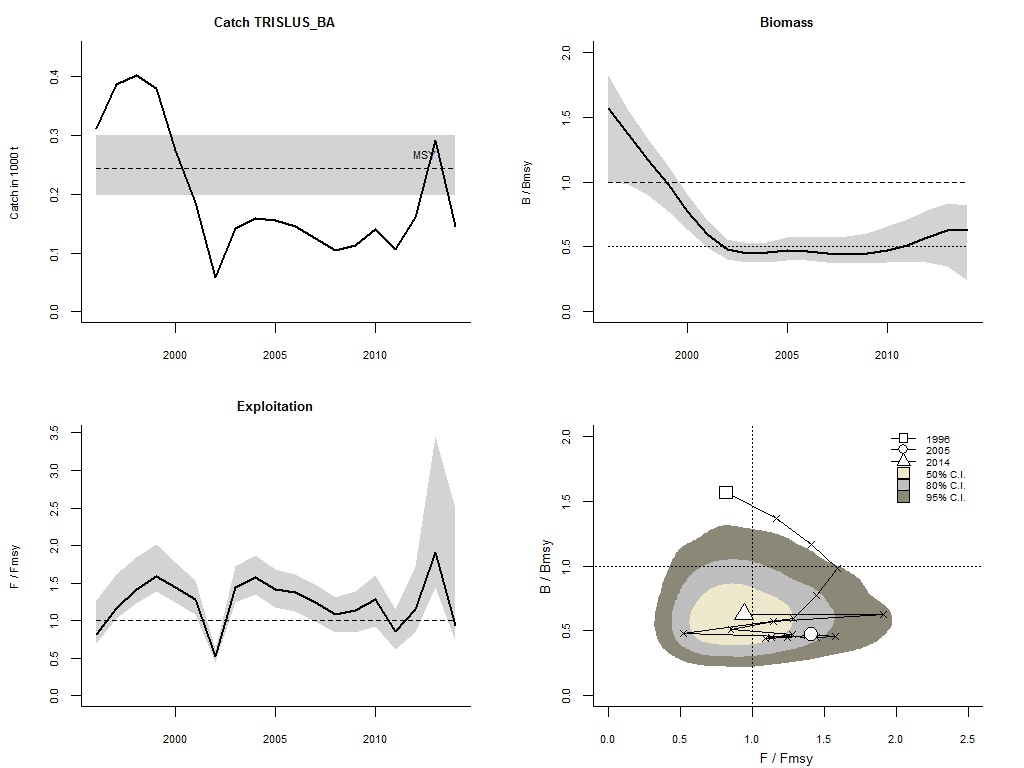 Catch TRISLUS_BA
Catch in 1000 t
0.0 0.1 0.2 0.3 0.4
MSY
2000 2005 2010
Biomass
B / Bmsy
0.0 0.5 1.0 1.5 2.0
2000 2005 2010
Exploitation
F / Fmsy
0.0 0.5 1.0 1.5 2.0 2.5 3.0 3.5
2000 2005 2010
B / Bmsy
0.0 0.5 1.0 1.5 2.0
1996
2005
2014
50% C.I.
80% C.I.
95% C.I.
0.0 0.5 1.0 1.5 2.0 2.5
F / Fmsy